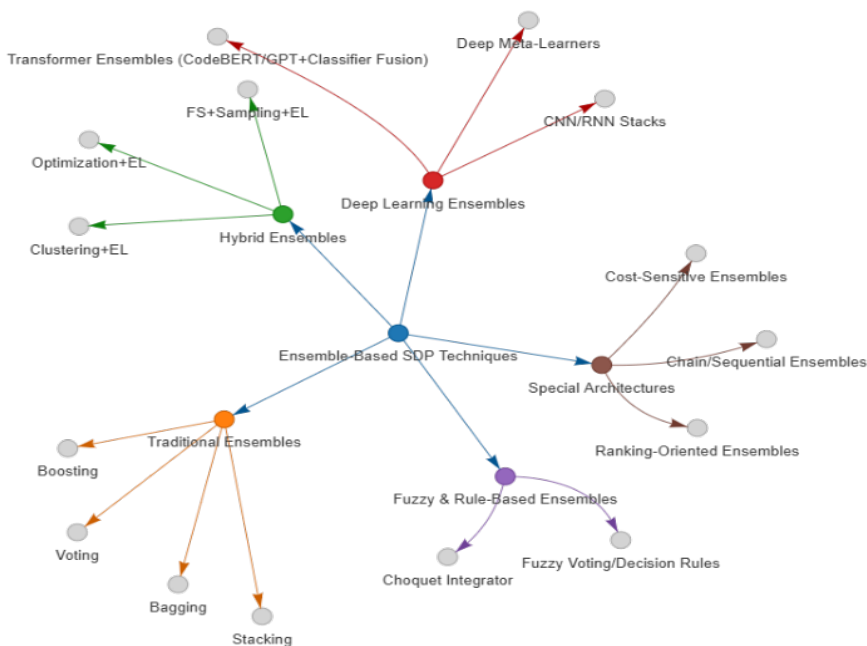 Deep Meta-Learners
Transformer Ensembles (CodeBERT/GPT+Classifier Fusion)
FS+Sampling+EL
CNN/RNN Stacks
Optimization+EL
Deep Learning Ensembles
Hybrid Ensembles
Clustering+EL
Cost-Sensitive Ensembles
Ensemble-Based SDP Techniques
Chain/Sequential Ensembles
Special Architectures
Traditional Ensembles
Ranking-Oriented Ensembles
Boosting
Fuzzy & Rule-Based Ensembles
Voting
Fuzzy Voting/Decision Rules
Choquet Integrator
Bagging
Stacking